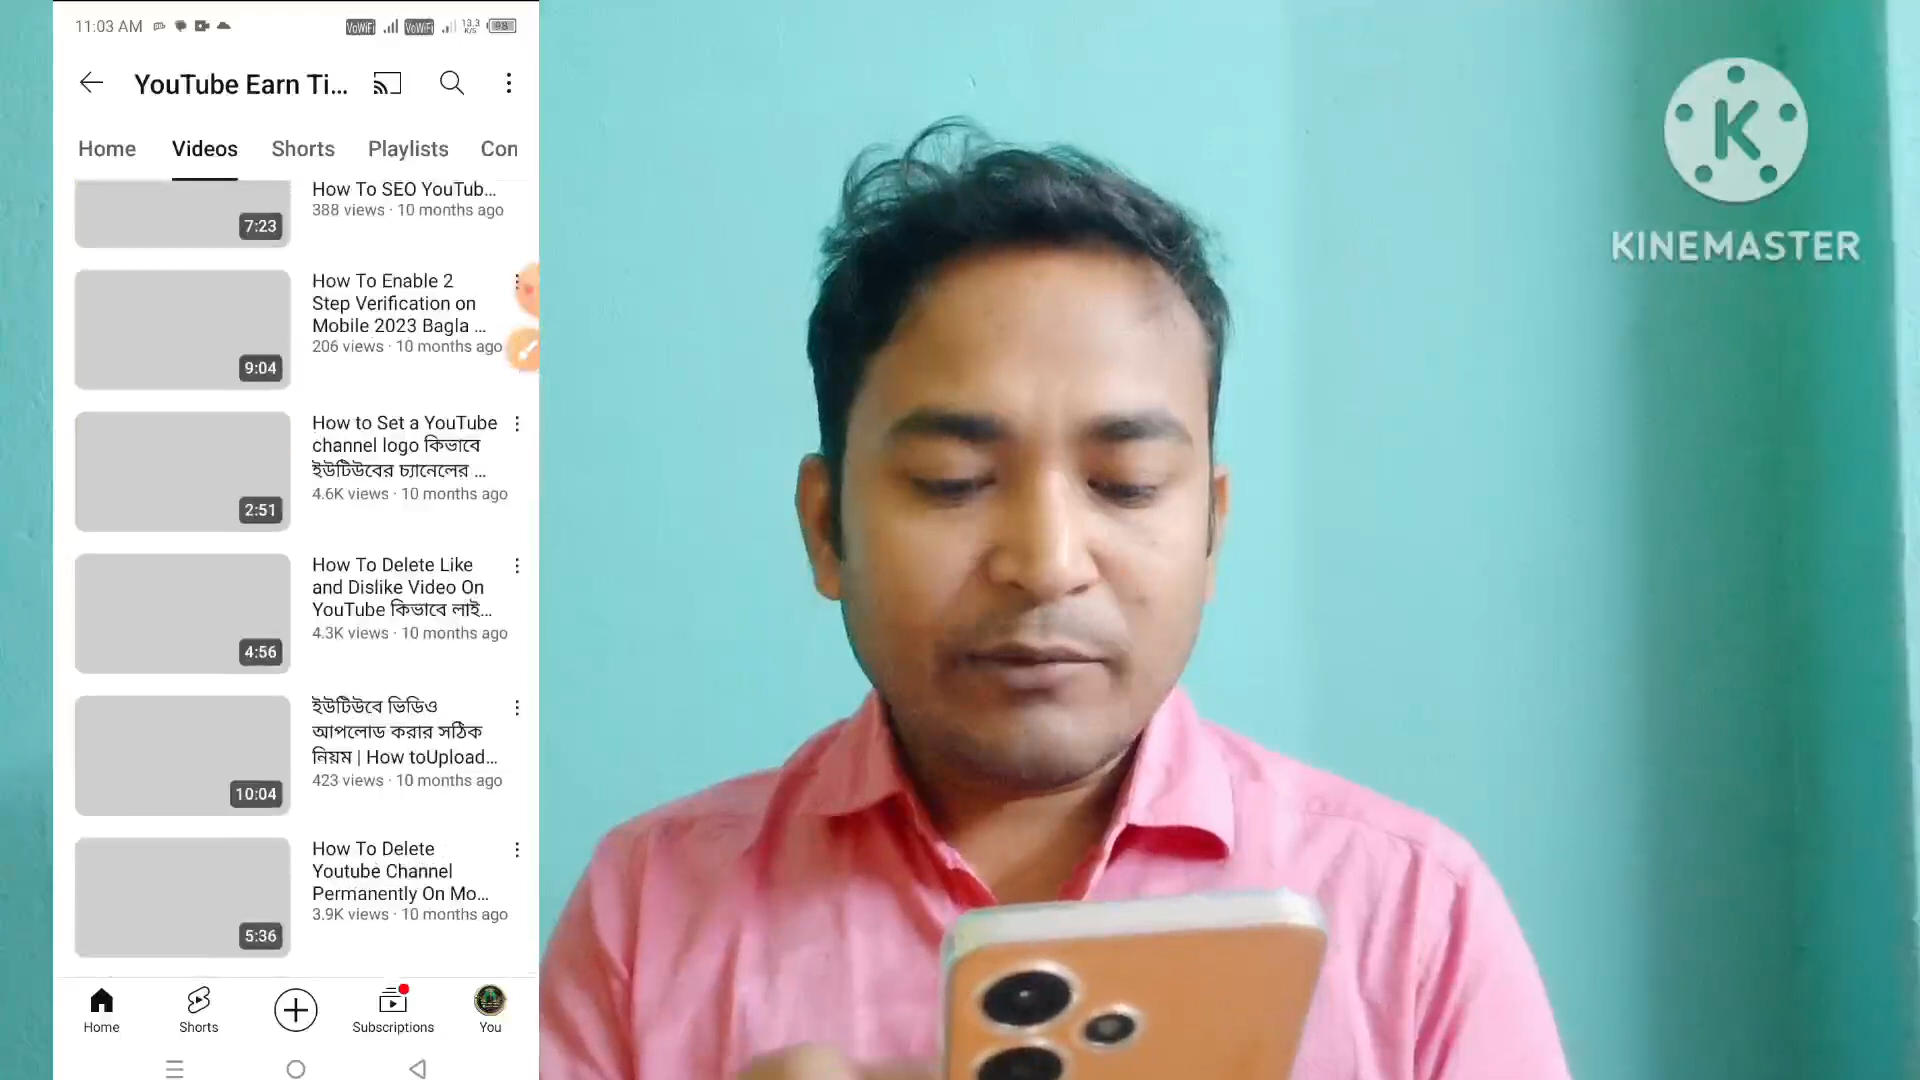 11:03 AM
VoWiFi
VoWiFi
13.3
K/S
98
YouTube Earn Ti...
Home
Videos
Shorts
Playlists
Con
How To SEO YouTub...
388 views · 10 months ago
7:23
How To Enable 2
Step Verification on
Mobile 2023 Bagla ...
206 views · 10 months ago
9:04
How to Set a YouTube
channel logo কিভাবে
ইউটিউবের চ্যানেলের ...
4.6K views · 10 months ago
2:51
How To Delete Like
and Dislike Video On
YouTube কিভাবে লাই...
4.3K views · 10 months ago
4:56
ইউটিউবে ভিডিও
আপলোড করার সঠিক
নিয়ম | How toUpload...
423 views · 10 months ago
10:04
How To Delete
Youtube Channel
Permanently On Mo...
3.9K views · 10 months ago
5:36
Home
Shorts
Subscriptions
You
K
KINEMASTER